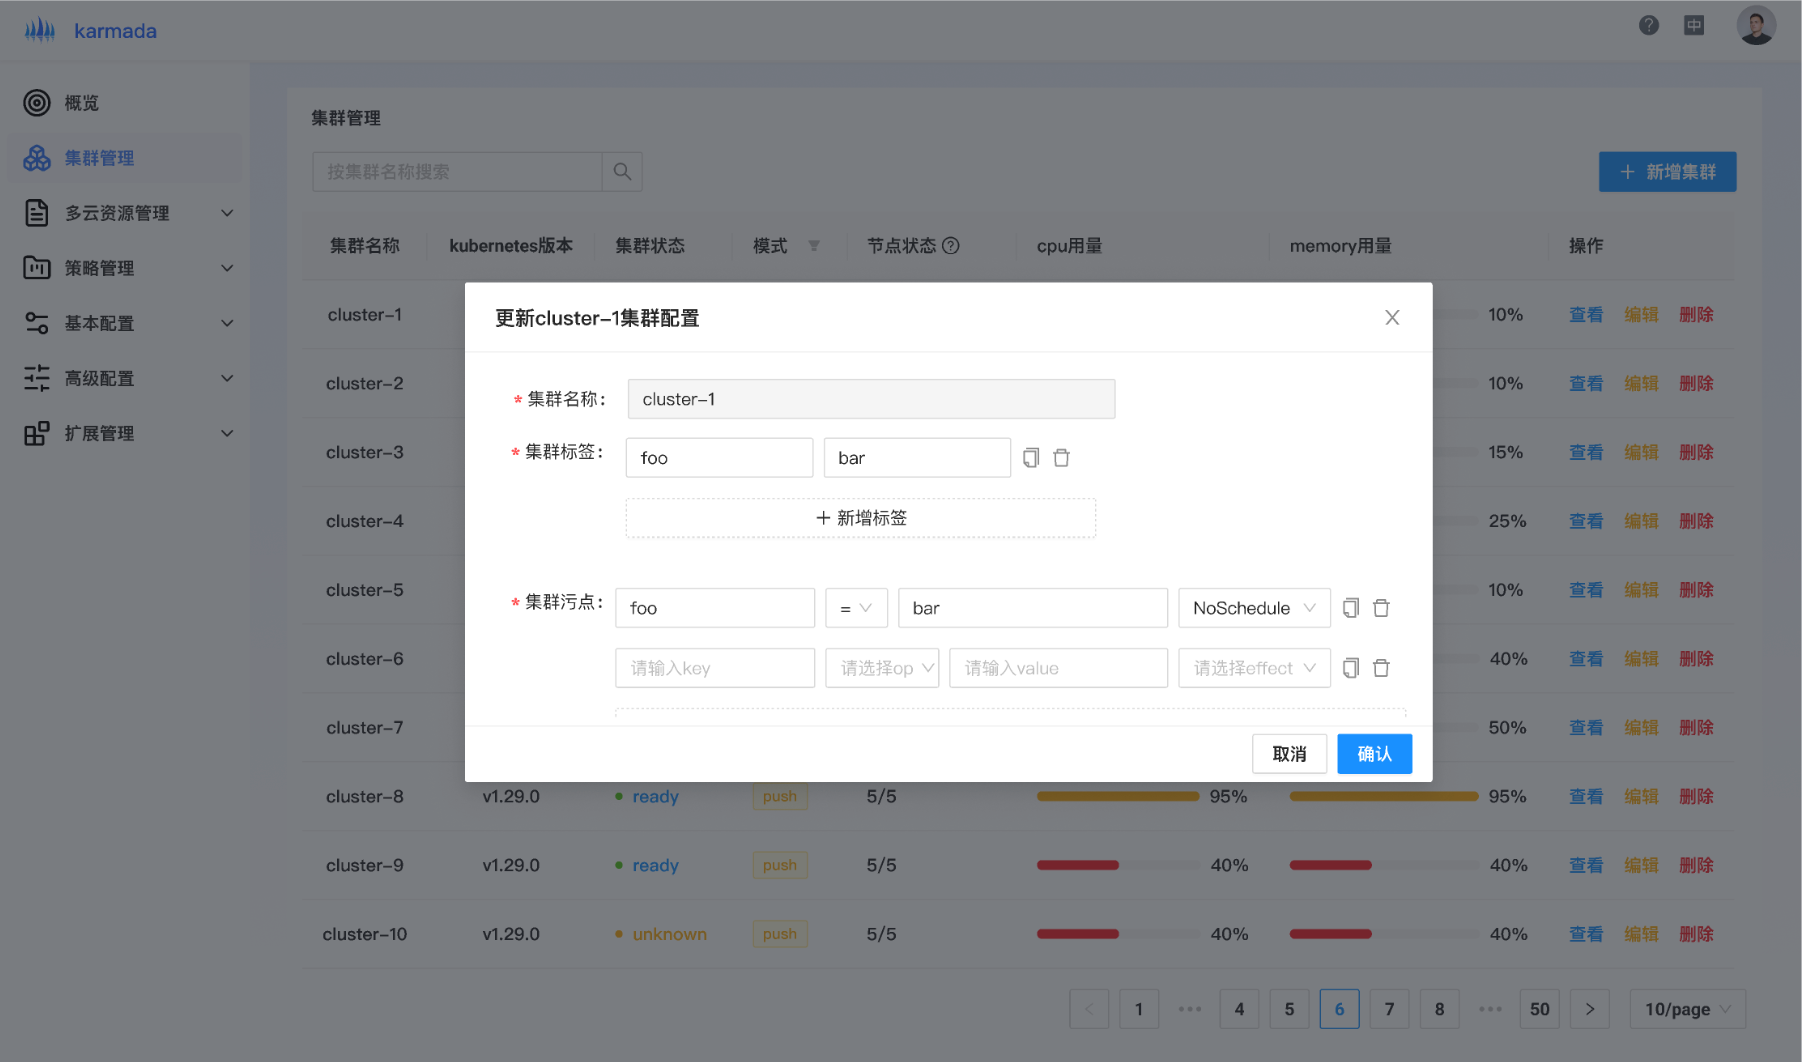 karmada
中
概览
集群管理
多云资源管理
策略管理
基本配置
高级配置
扩展管理
集群管理
按集群名称搜索
+ 新增集群
集群名称 kubernetes版本 集群状态 模式 节点状态 cpu用量 memory用量 操作
cluster-1 10% 查看 编辑 删除
cluster-2 10% 查看 编辑 删除
cluster-3 15% 查看 编辑 删除
cluster-4 25% 查看 编辑 删除
cluster-5 10% 查看 编辑 删除
cluster-6 40% 查看 编辑 删除
cluster-7 50% 查看 编辑 删除
更新cluster-1集群配置
* 集群名称: cluster-1
* 集群标签: foo bar
+ 新增标签
* 集群污点: foo = bar NoSchedule
请输入key 请选择op 请输入value 请选择effect
取消 确认
cluster-8 v1.29.0 ready push 5/5 95% 95% 查看 编辑 删除
cluster-9 v1.29.0 ready push 5/5 40% 40% 查看 编辑 删除
cluster-10 v1.29.0 unknown push 5/5 40% 40% 查看 编辑 删除
< 1 ••• 4 5 6 7 8 ••• 50 > 10/page